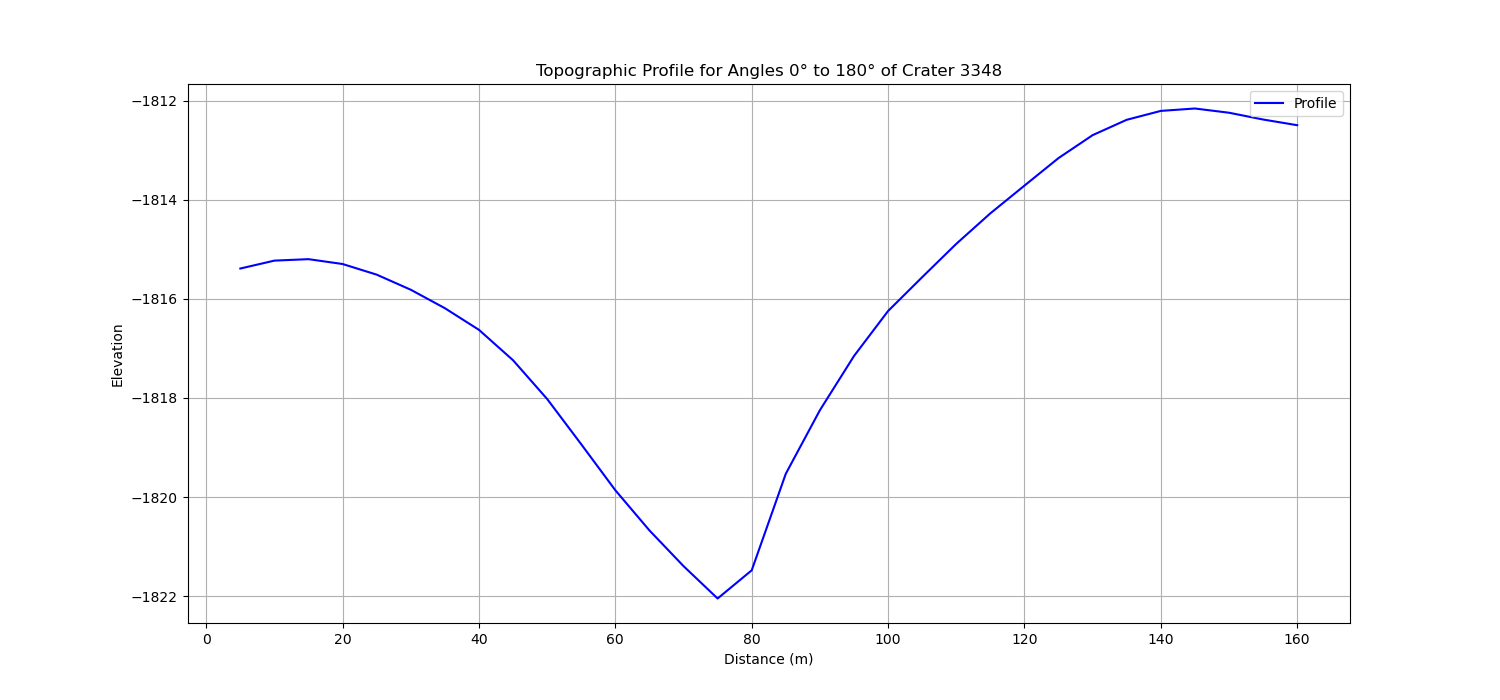 Topographic Profile for Angles 0° to 180° of Crater 3348
Profile
−1812
−1814
−1816
−1818
−1820
−1822
Elevation
0 20 40 60 80 100 120 140 160
Distance (m)